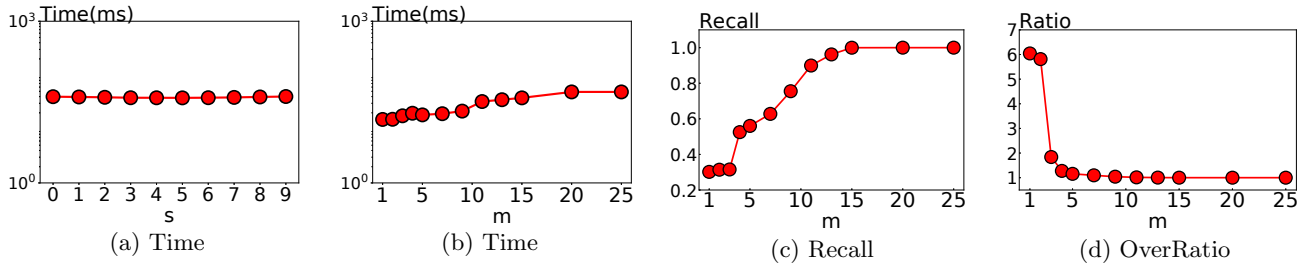 Time(ms)
10³
10⁰
0 1 2 3 4 5 6 7 8 9
s
(a) Time
Time(ms)
10³
10⁰
1 5 10 15 20 25
m
(b) Time
Recall
1.0
0.8
0.6
0.4
0.2
1 5 10 15 20 25
m
(c) Recall
Ratio
7
6
5
4
3
2
1
1 5 10 15 20 25
m
(d) OverRatio